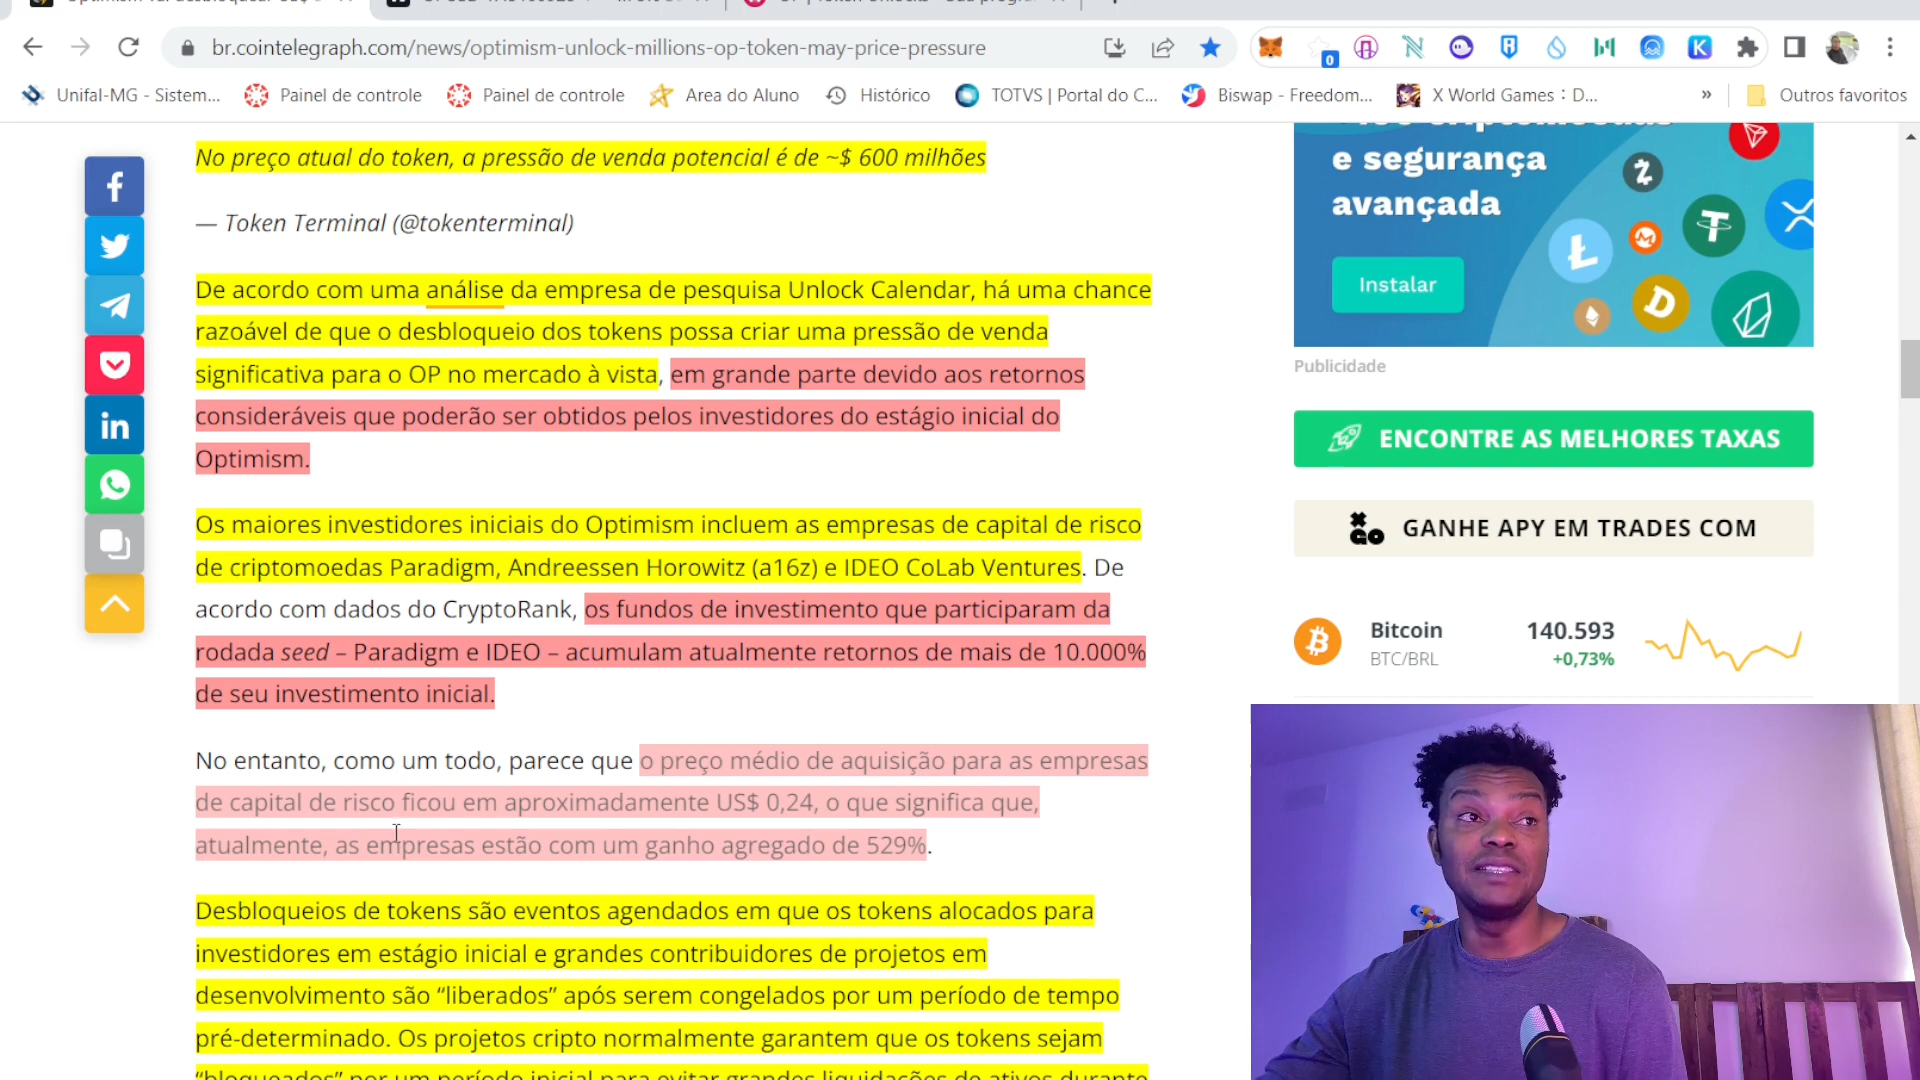 br.cointelegraph.com/news/optimism-unlock-millions-op-token-may-price-pressure
0
Unifal-MG - Sistem...
Painel de controle
Painel de controle
Area do Aluno
Histórico
TOTVS | Portal do C...
Biswap - Freedom...
X World Games : D...
»
Outros favoritos
No preço atual do token, a pressão de venda potencial é de ~$ 600 milhões
— Token Terminal (@tokenterminal)
De acordo com uma análise da empresa de pesquisa Unlock Calendar, há uma chance
razoável de que o desbloqueio dos tokens possa criar uma pressão de venda
significativa para o OP no mercado à vista, em grande parte devido aos retornos
consideráveis que poderão ser obtidos pelos investidores do estágio inicial do
Optimism.
Os maiores investidores iniciais do Optimism incluem as empresas de capital de risco
de criptomoedas Paradigm, Andreessen Horowitz (a16z) e IDEO CoLab Ventures. De
acordo com dados do CryptoRank, os fundos de investimento que participaram da
rodada seed – Paradigm e IDEO – acumulam atualmente retornos de mais de 10.000%
de seu investimento inicial.
No entanto, como um todo, parece que o preço médio de aquisição para as empresas
de capital de risco ficou em aproximadamente US$ 0,24, o que significa que,
atualmente, as empresas estão com um ganho agregado de 529%.
Desbloqueios de tokens são eventos agendados em que os tokens alocados para
investidores em estágio inicial e grandes contribuidores de projetos em
desenvolvimento são “liberados” após serem congelados por um período de tempo
pré-determinado. Os projetos cripto normalmente garantem que os tokens sejam
“bloqueados” por um período inicial para evitar grandes liquidações de ativos durante
e segurança
avançada
Instalar
Publicidade
ENCONTRE AS MELHORES TAXAS
GANHE APY EM TRADES COM
Bitcoin
140.593
BTC/BRL
+0,73%